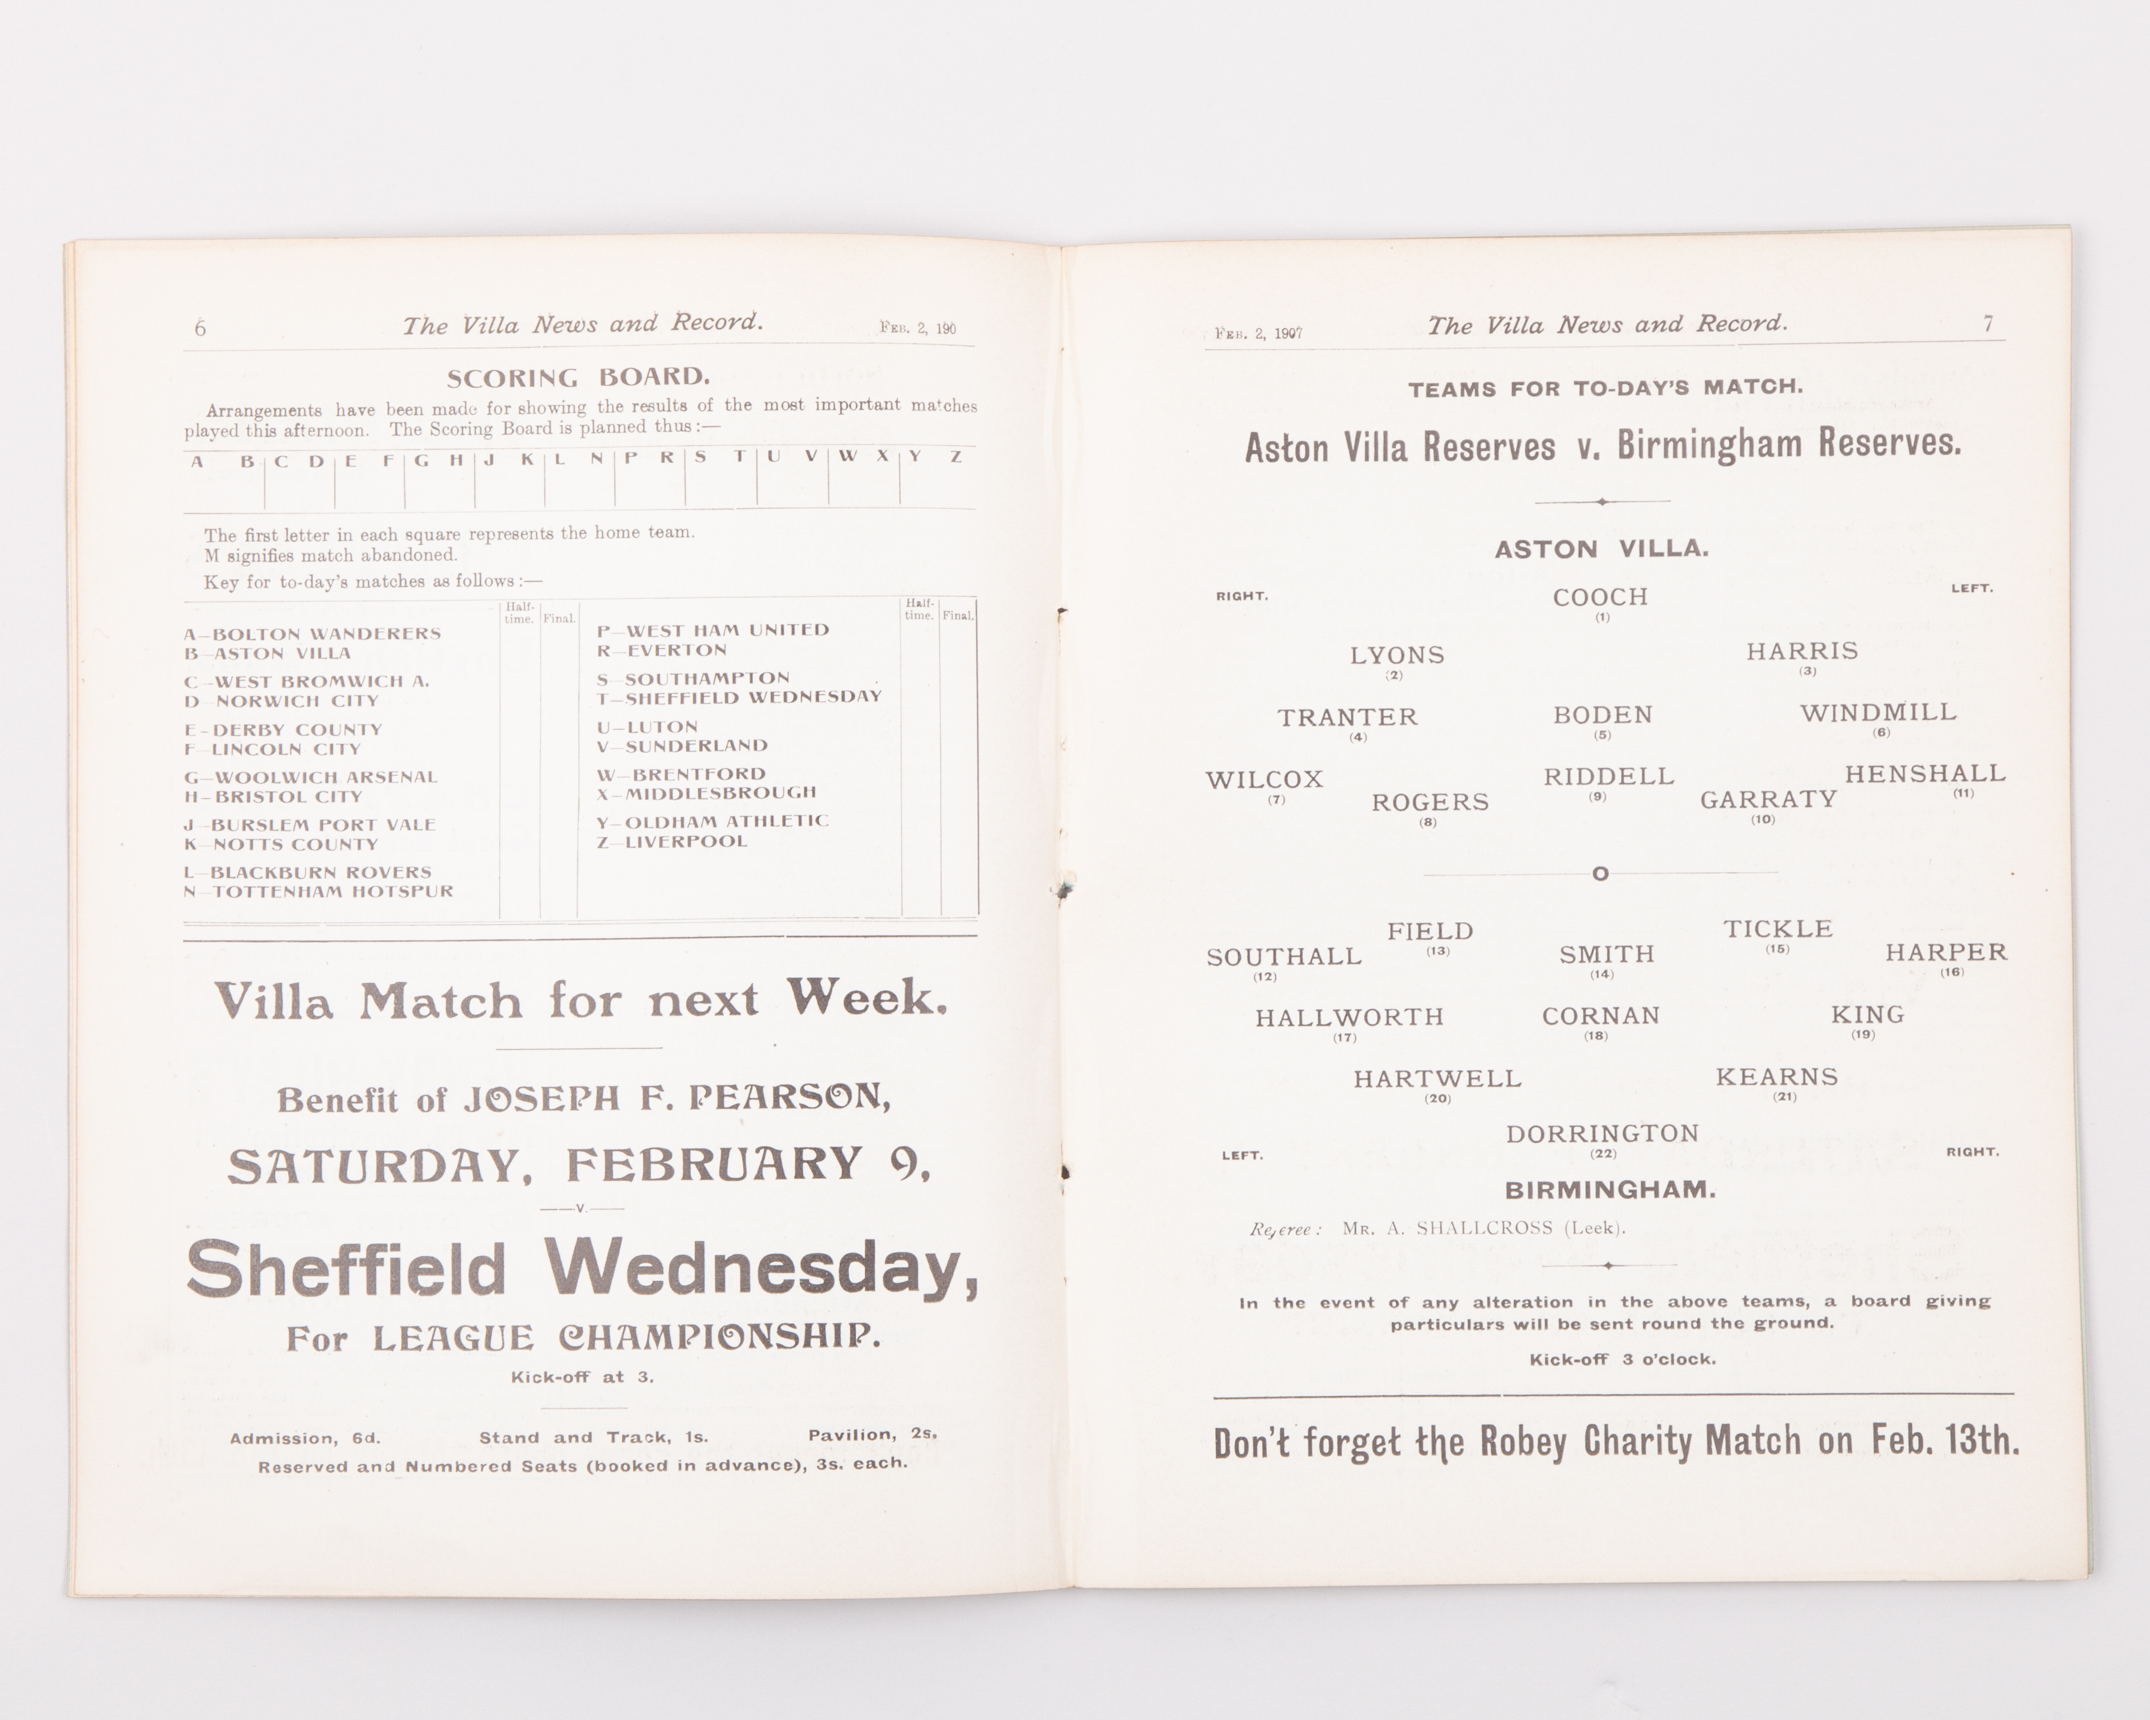 6 The Villa News and Record. FEB. 2, 190
SCORING BOARD.
Arrangements have been made for showing the results of the most important matches
played this afternoon. The Scoring Board is planned thus :—
A B C D E F G H J K L N P R S T U V W X Y Z
The first letter in each square represents the home team.
M signifies match abandoned.
Key for to-day's matches as follows :—
Half-time. Final.
A—BOLTON WANDERERS
B—ASTON VILLA
C—WEST BROMWICH A.
D—NORWICH CITY
E—DERBY COUNTY
F—LINCOLN CITY
G—WOOLWICH ARSENAL
H—BRISTOL CITY
J—BURSLEM PORT VALE
K—NOTTS COUNTY
L—BLACKBURN ROVERS
N—TOTTENHAM HOTSPUR
Half-time. Final.
P—WEST HAM UNITED
R—EVERTON
S—SOUTHAMPTON
T—SHEFFIELD WEDNESDAY
U—LUTON
V—SUNDERLAND
W—BRENTFORD
X—MIDDLESBROUGH
Y—OLDHAM ATHLETIC
Z—LIVERPOOL
Villa Match for next Week.
Benefit of JOSEPH F. PEARSON,
SATURDAY, FEBRUARY 9,
—v.—
Sheffield Wednesday,
For LEAGUE CHAMPIONSHIP.
Kick-off at 3.
Admission, 6d. Stand and Track, 1s. Pavilion, 2s.
Reserved and Numbered Seats (booked in advance), 3s. each.
FEB. 2, 1907 The Villa News and Record. 7
TEAMS FOR TO-DAY'S MATCH.
Aston Villa Reserves v. Birmingham Reserves.
ASTON VILLA.
RIGHT. COOCH LEFT.
(1)
LYONS HARRIS
(2) (3)
TRANTER BODEN WINDMILL
(4) (5) (6)
WILCOX RIDDELL HENSHALL
(7) (9) (11)
ROGERS GARRATY
(8) (10)
O
FIELD TICKLE
(13) (15)
SOUTHALL SMITH HARPER
(12) (14) (16)
HALLWORTH CORNAN KING
(17) (18) (19)
HARTWELL KEARNS
(20) (21)
DORRINGTON
(22)
LEFT. RIGHT.
BIRMINGHAM.
Referee : MR. A. SHALLCROSS (Leek).
In the event of any alteration in the above teams, a board giving
particulars will be sent round the ground.
Kick-off 3 o'clock.
Don't forget the Robey Charity Match on Feb. 13th.